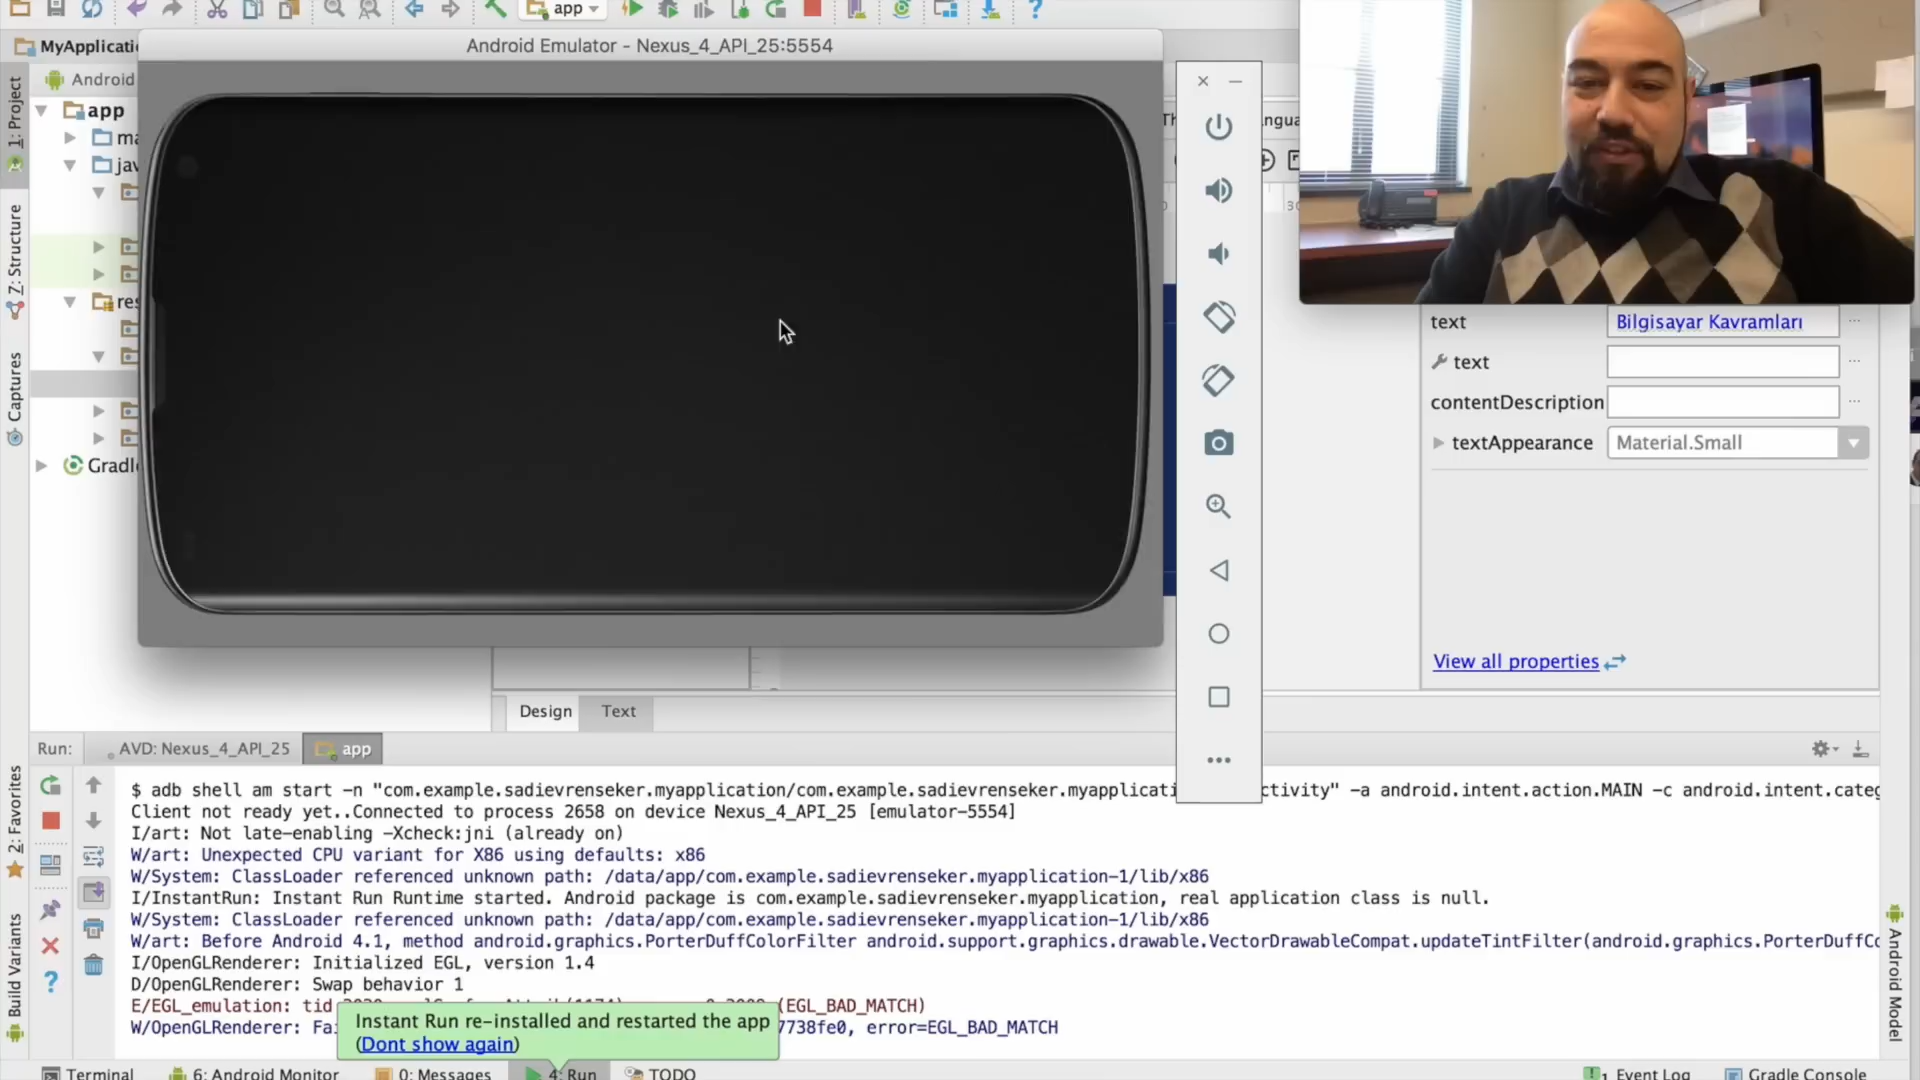 app
MyApplicati
Android Emulator - Nexus_4_API_25:5554
Android
1: Project
app
ma
jav
Z: Structure
res
Captures
Gradl
Th
angua
30
text
Bilgisayar Kavramları
text
contentDescription
textAppearance
Material.Small
View all properties
Design
Text
Run:
AVD: Nexus_4_API_25
app
2: Favorites
Build Variants
$ adb shell am start -n "com.example.sadievrenseker.myapplication/com.example.sadievrenseker.myapplicati
ctivity" -a android.intent.action.MAIN -c android.intent.categ
Client not ready yet..Connected to process 2658 on device Nexus_4_API_25 [emulator-5554]
I/art: Not late-enabling -Xcheck:jni (already on)
W/art: Unexpected CPU variant for X86 using defaults: x86
W/System: ClassLoader referenced unknown path: /data/app/com.example.sadievrenseker.myapplication-1/lib/x86
I/InstantRun: Instant Run Runtime started. Android package is com.example.sadievrenseker.myapplication, real application class is null.
W/System: ClassLoader referenced unknown path: /data/app/com.example.sadievrenseker.myapplication-1/lib/x86
W/art: Before Android 4.1, method android.graphics.PorterDuffColorFilter android.support.graphics.drawable.VectorDrawableCompat.updateTintFilter(android.graphics.PorterDuffCo
I/OpenGLRenderer: Initialized EGL, version 1.4
D/OpenGLRenderer: Swap behavior 1
E/EGL_emulation: tid
(EGL_BAD_MATCH)
W/OpenGLRenderer: Fai
7738fe0, error=EGL_BAD_MATCH
Instant Run re-installed and restarted the app
(Dont show again)
Android Model
Terminal
6: Android Monitor
0: Messages
4: Run
TODO
1
Event Log
Gradle Console